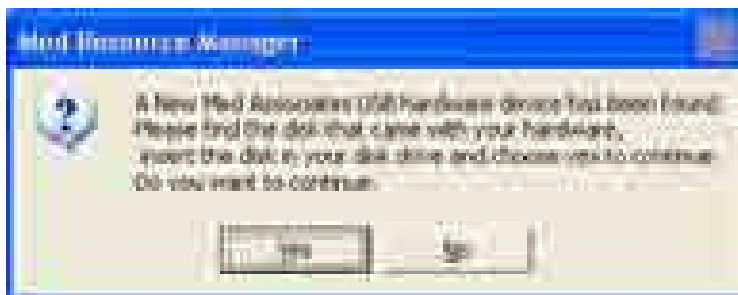 Med Resource Manager
A New Med Associates USB hardware device has been found.
Please find the disk that came with your hardware,
insert the disk in your disk drive and choose yes to continue.
Do you want to continue.
Yes
No